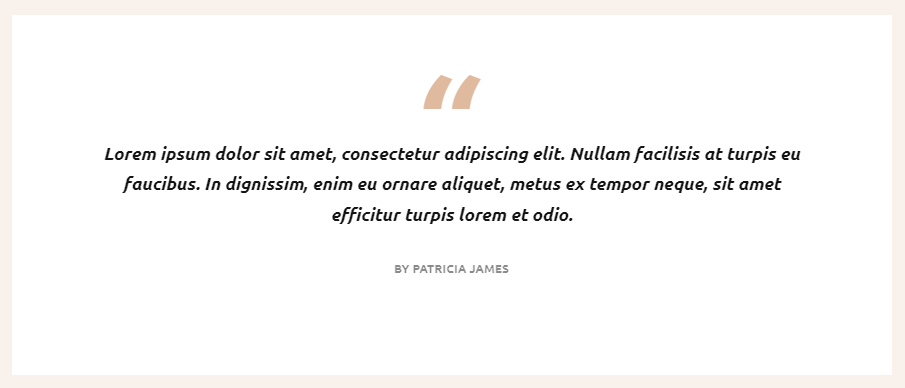 “
Lorem ipsum dolor sit amet, consectetur adipiscing elit. Nullam facilisis at turpis eu
faucibus. In dignissim, enim eu ornare aliquet, metus ex tempor neque, sit amet
efficitur turpis lorem et odio.
BY PATRICIA JAMES